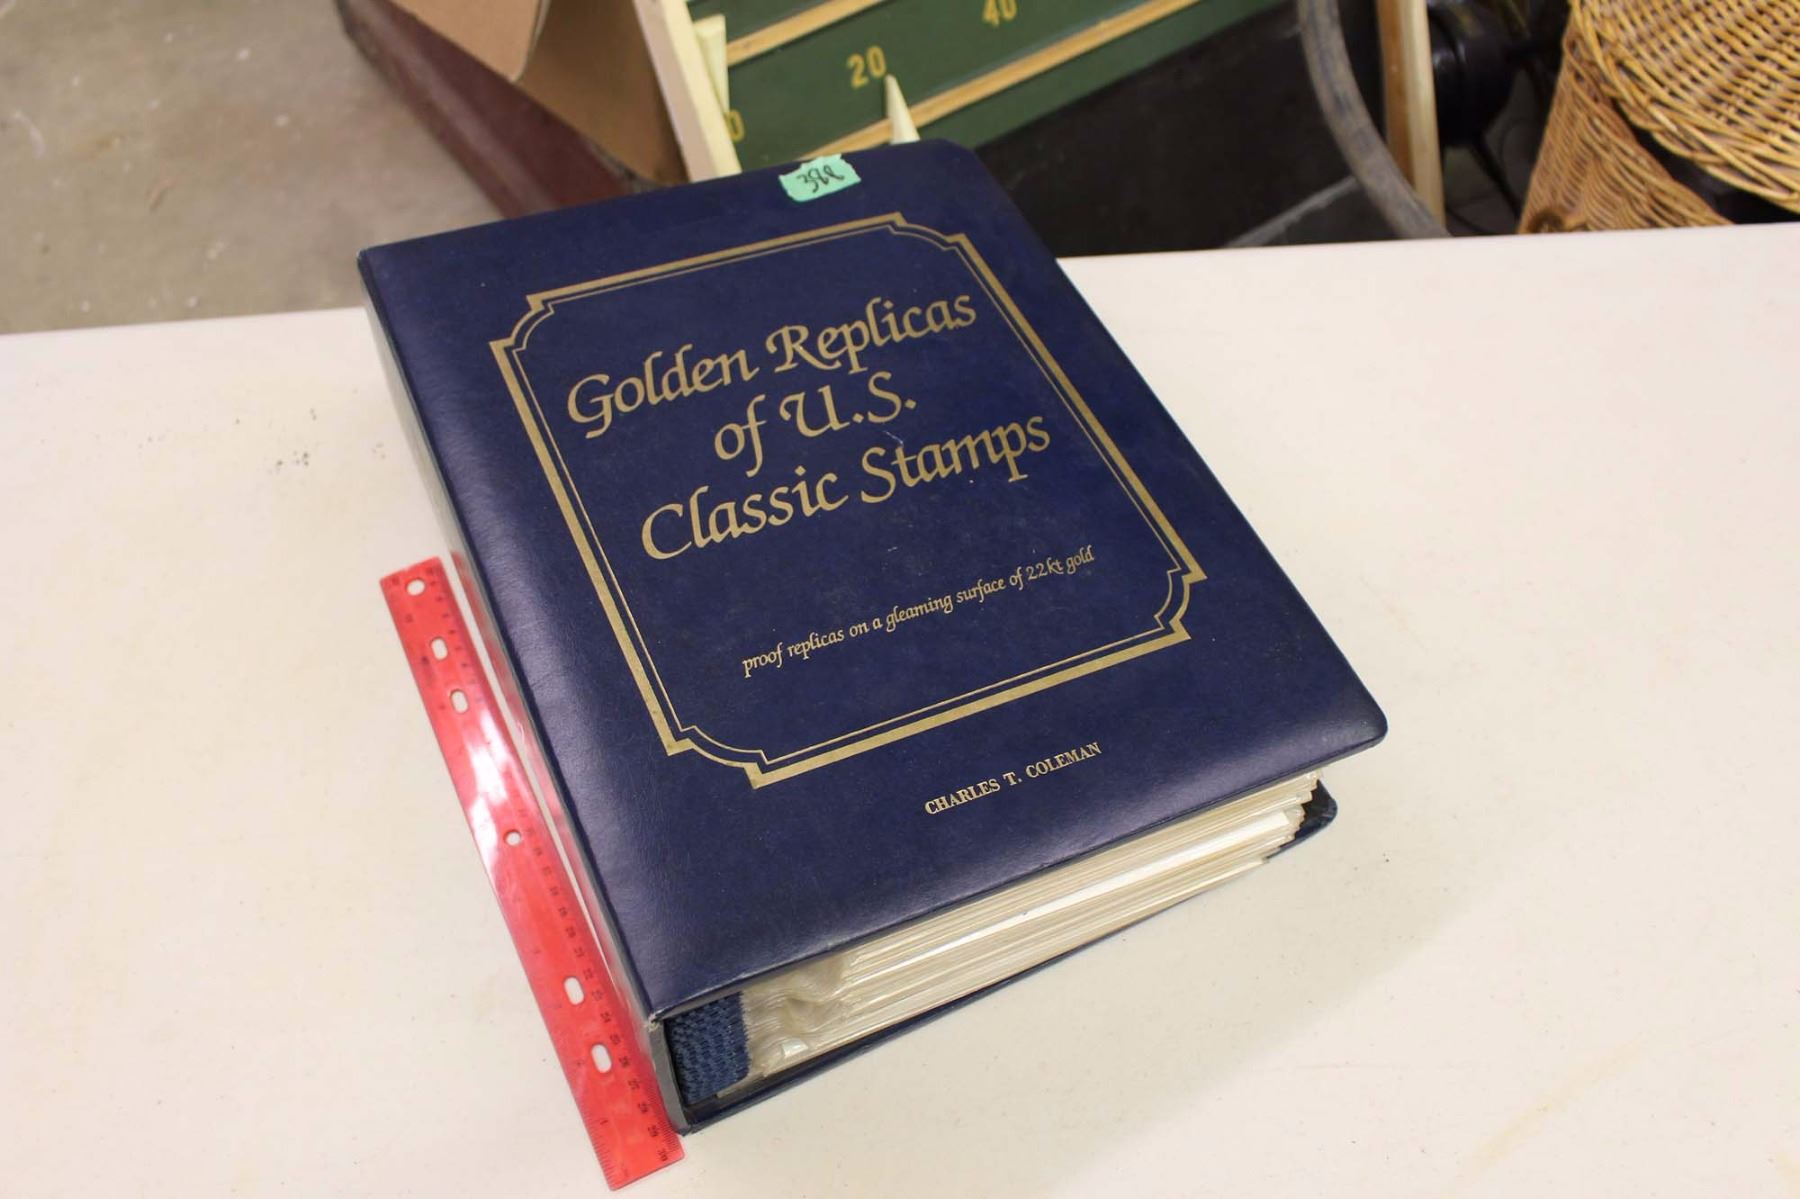 40
20
Golden Replicas
of U.S.
Classic Stamps
proof replicas on a gleaming surface of 22kt gold
CHARLES T. COLEMAN